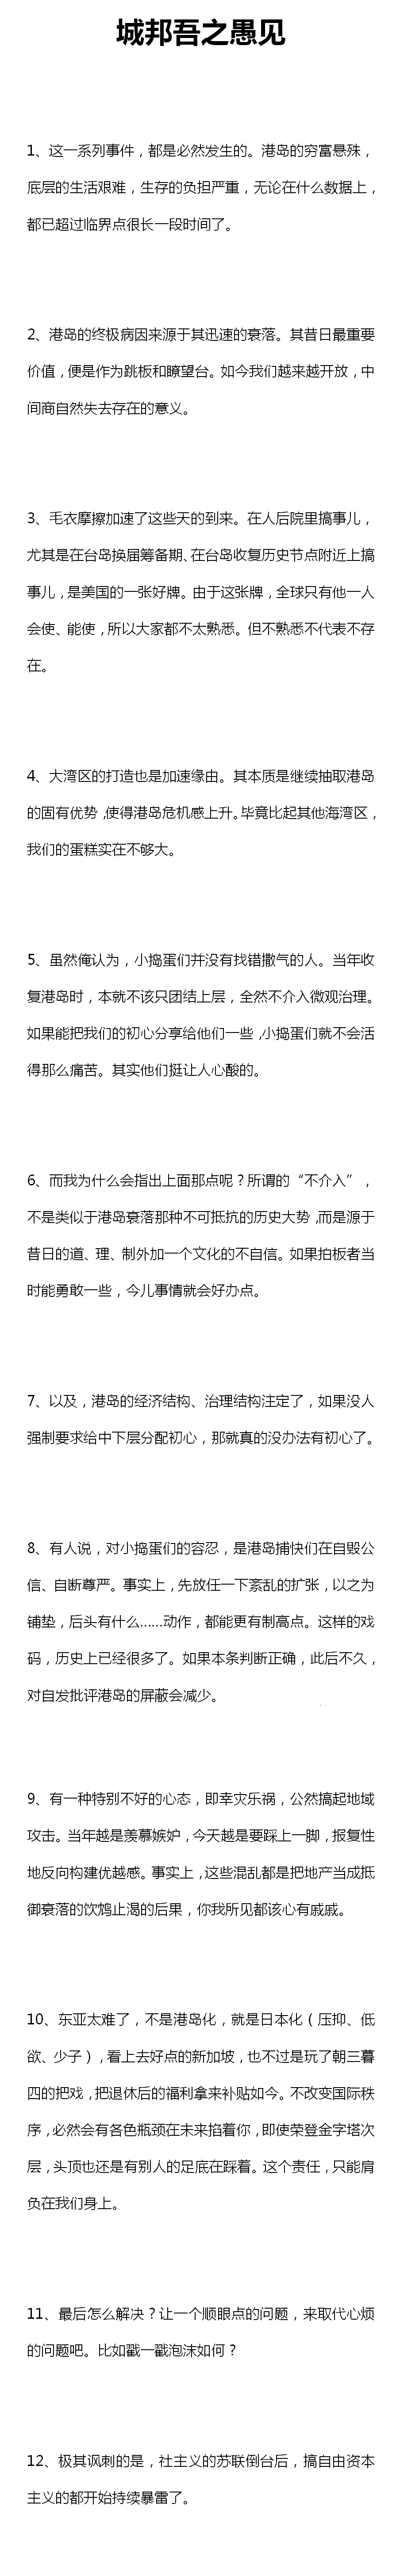 城邦吾之愚见
1、这一系列事件，都是必然发生的。港岛的穷富悬殊，
底层的生活艰难，生存的负担严重，无论在什么数据上，
都已超过临界点很长一段时间了。
2、港岛的终极病因来源于其迅速的衰落。其昔日最重要
价值，便是作为跳板和瞭望台。如今我们越来越开放，中
间商自然失去存在的意义。
3、毛衣摩擦加速了这些天的到来。在人后院里搞事儿，
尤其是在台岛换届筹备期、在台岛收复历史节点附近上搞
事儿，是美国的一张好牌。由于这张牌，全球只有他一人
会使、能使，所以大家都不太熟悉。但不熟悉不代表不存
在。
4、大湾区的打造也是加速缘由。其本质是继续抽取港岛
的固有优势，使得港岛危机感上升。毕竟比起其他海湾区，
我们的蛋糕实在不够大。
5、虽然俺认为，小捣蛋们并没有找错撒气的人。当年收
复港岛时，本就不该只团结上层，全然不介入微观治理。
如果能把我们的初心分享给他们一些，小捣蛋们就不会活
得那么痛苦。其实他们挺让人心酸的。
6、而我为什么会指出上面那点呢？所谓的“不介入”，
不是类似于港岛衰落那种不可抵抗的历史大势，而是源于
昔日的道、理、制外加一个文化的不自信。如果拍板者当
时能勇敢一些，今儿事情就会好办点。
7、以及，港岛的经济结构、治理结构注定了，如果没人
强制要求给中下层分配初心，那就真的没办法有初心了。
8、有人说，对小捣蛋们的容忍，是港岛捕快们在自毁公
信、自断尊严。事实上，先放任一下紊乱的扩张，以之为
铺垫，后头有什么……动作，都能更有制高点。这样的戏
码，历史上已经很多了。如果本条判断正确，此后不久，
对自发批评港岛的屏蔽会减少。
9、有一种特别不好的心态，即幸灾乐祸，公然搞起地域
攻击。当年越是羡慕嫉妒，今天越是要踩上一脚，报复性
地反向构建优越感。事实上，这些混乱都是把地产当成抵
御衰落的饮鸩止渴的后果，你我所见都该心有戚戚。
10、东亚太难了，不是港岛化，就是日本化（压抑、低
欲、少子），看上去好点的新加坡，也不过是玩了朝三暮
四的把戏，把退休后的福利拿来补贴如今。不改变国际秩
序，必然会有各色瓶颈在未来掐着你，即使荣登金字塔次
层，头顶也还是有别人的足底在踩着。这个责任，只能肩
负在我们身上。
11、最后怎么解决？让一个顺眼点的问题，来取代心烦
的问题吧。比如戳一戳泡沫如何？
12、极其讽刺的是，社主义的苏联倒台后，搞自由资本
主义的都开始持续暴雷了。